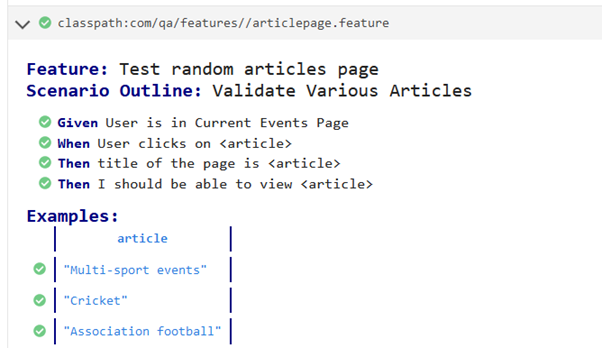 classpath:com/qa/features//articlepage.feature
Feature: Test random articles page
Scenario Outline: Validate Various Articles
Given User is in Current Events Page
When User clicks on <article>
Then title of the page is <article>
Then I should be able to view <article>
Examples:
article
"Multi-sport events"
"Cricket"
"Association football"